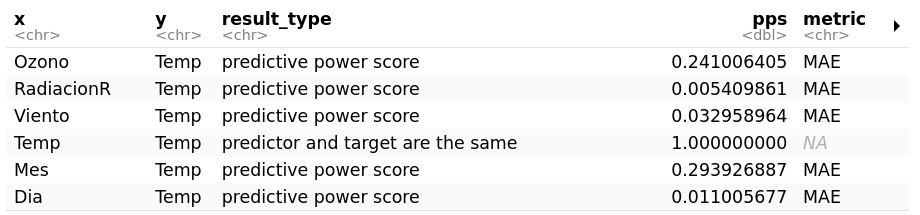 x y result_type pps metric
<chr> <chr> <chr> <dbl> <chr>
Ozono Temp predictive power score 0.241006405 MAE
RadiacionR Temp predictive power score 0.005409861 MAE
Viento Temp predictive power score 0.032958964 MAE
Temp Temp predictor and target are the same 1.000000000 NA
Mes Temp predictive power score 0.293926887 MAE
Dia Temp predictive power score 0.011005677 MAE